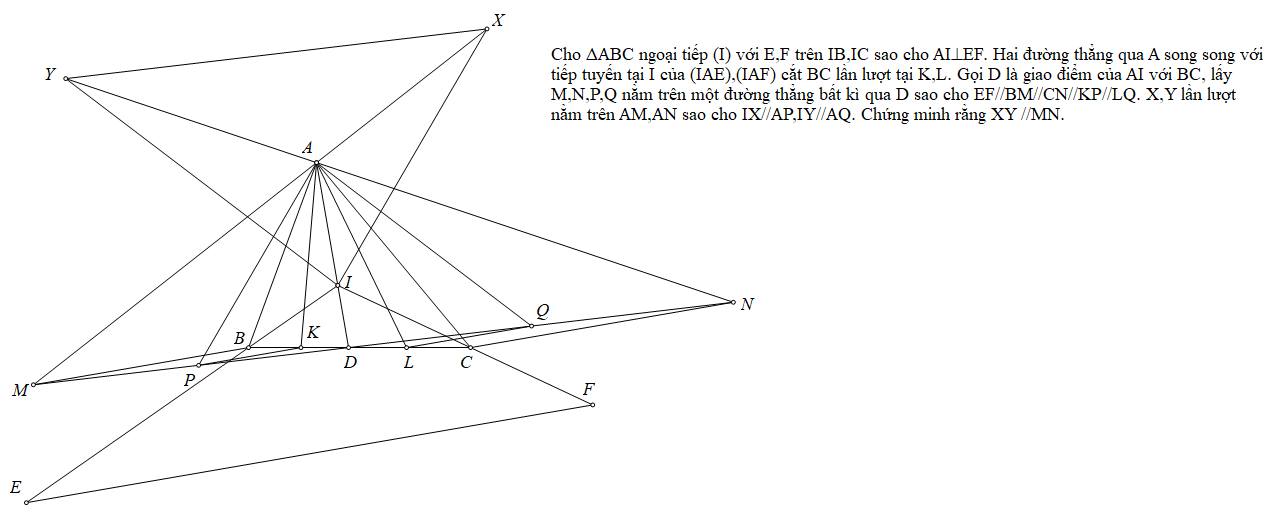 X
Y
Cho ΔABC ngoại tiếp (I) với E,F trên IB,IC sao cho AI⊥EF. Hai đường thẳng qua A song song với
tiếp tuyến tại I của (IAE),(IAF) cắt BC lần lượt tại K,L. Gọi D là giao điểm của AI với BC, lấy
M,N,P,Q nằm trên một đường thẳng bất kì qua D sao cho EF//BM//CN//KP//LQ. X,Y lần lượt
nằm trên AM,AN sao cho IX//AP,IY//AQ. Chứng minh rằng XY //MN.
A
I
N
Q
B
K
D
L
C
P
M
F
E